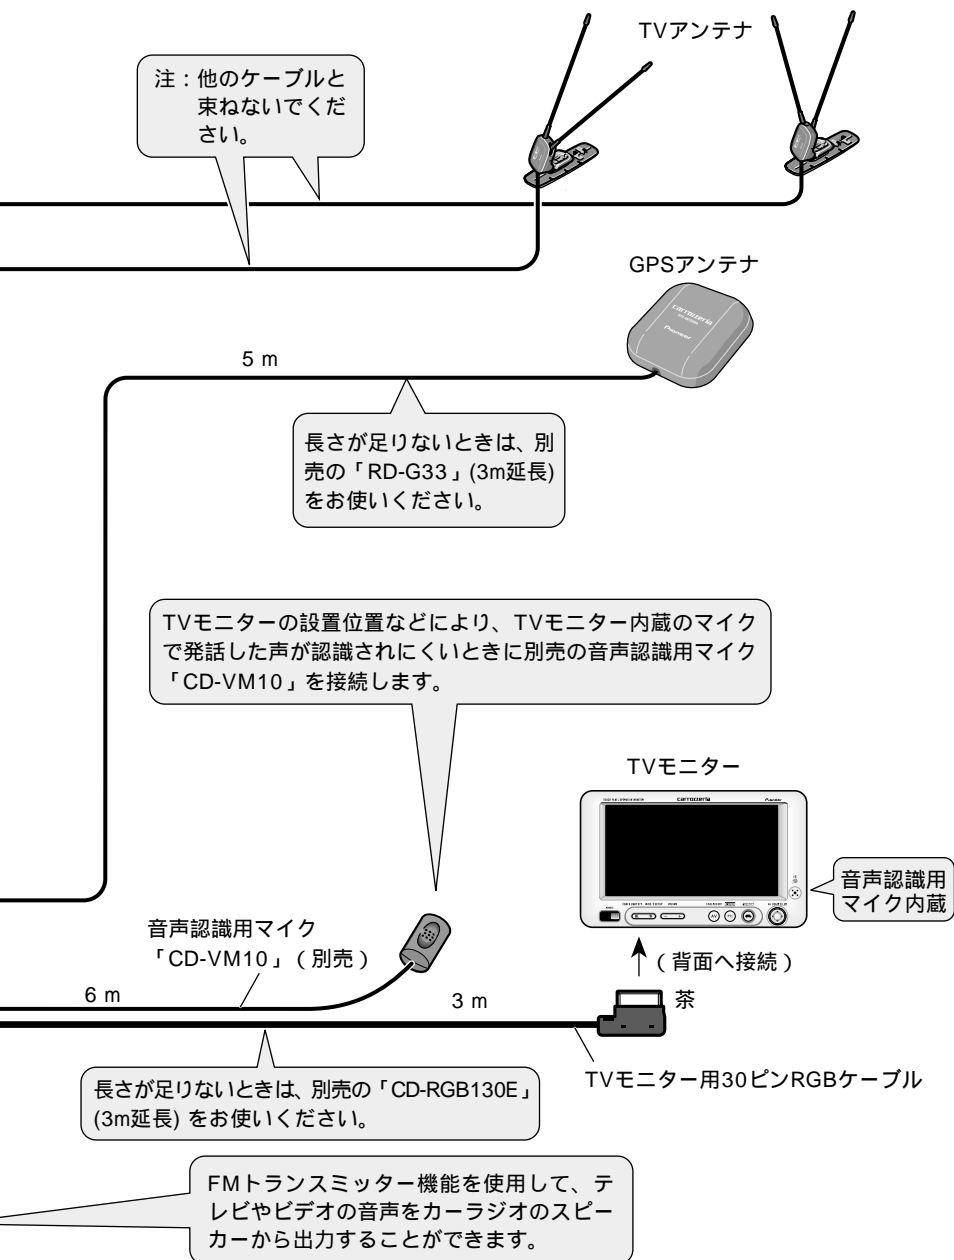 TVアンテナ
注：他のケーブルと
束ねないでくだ
さい。
GPSアンテナ
carrozzeria
Pioneer
5 m
長さが足りないときは、別
売の「RD-G33」(3m延長)
をお使いください。
TVモニターの設置位置などにより、TVモニター内蔵のマイク
で発話した声が認識されにくいときに別売の音声認識用マイク
「CD-VM10」を接続します。
TVモニター
carrozzeria
Pioneer
音声認識用
マイク内蔵
音声認識用マイク
「CD-VM10」（別売）
（背面へ接続）
6 m
3 m
茶
TVモニター用30ピンRGBケーブル
長さが足りないときは、別売の「CD-RGB130E」
(3m延長) をお使いください。
FMトランスミッター機能を使用して、テ
レビやビデオの音声をカーラジオのスピー
カーから出力することができます。